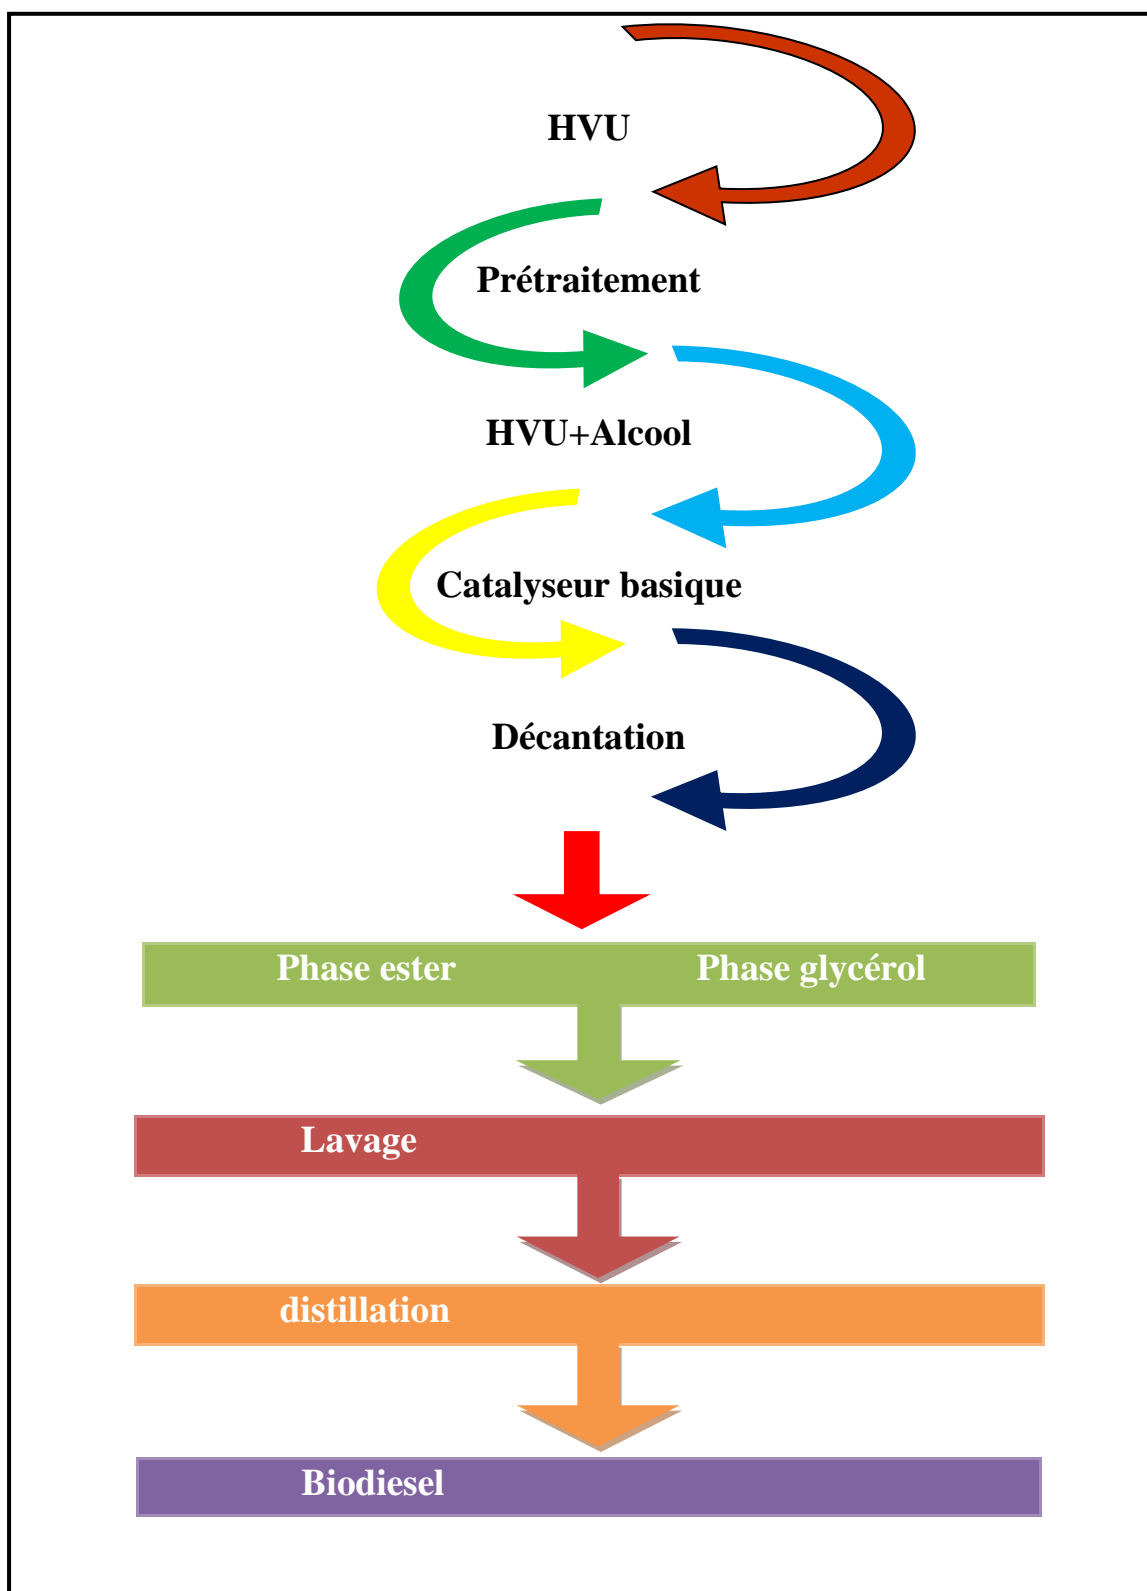 HVU
Prétraitement
HVU+Alcool
Catalyseur basique
Décantation
Phase ester Phase glycérol
Lavage
distillation
Biodiesel